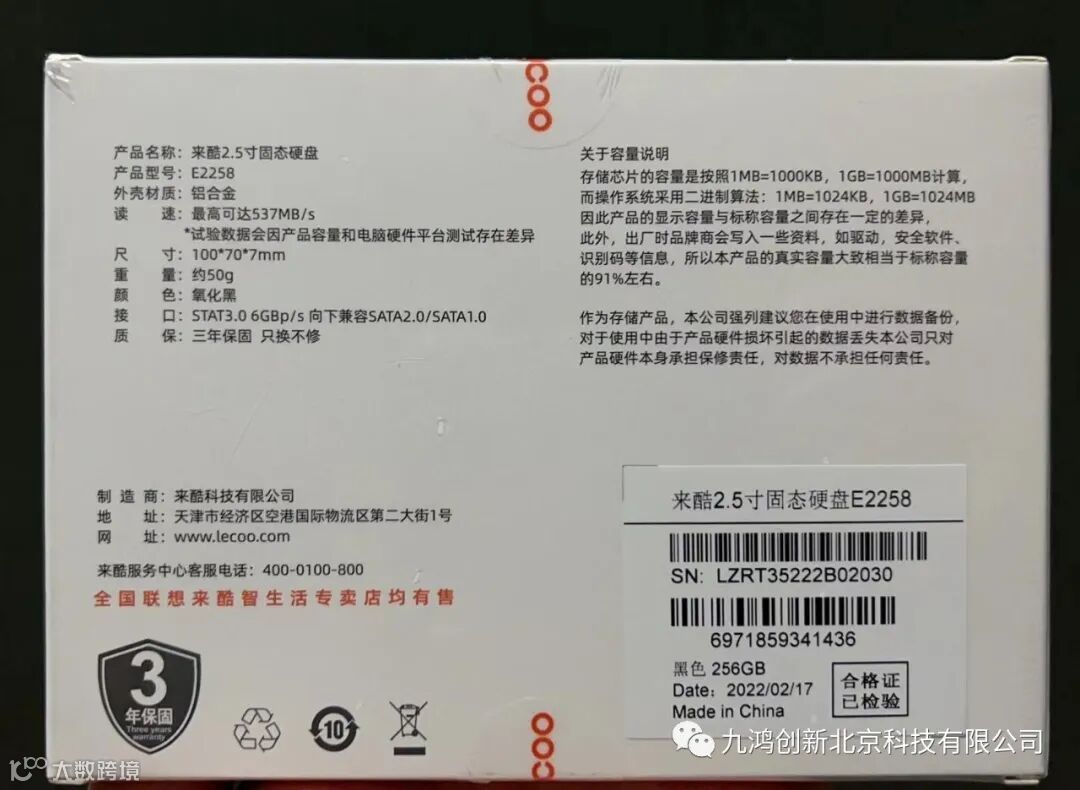 coo
产品名称：来酷2.5寸固态硬盘
产品型号：E2258
外壳材质：铝合金
读　　速：最高可达537MB/s
*试验数据会因产品容量和电脑硬件平台测试存在差异
尺　　寸：100*70*7mm
重　　量：约50g
颜　　色：氧化黑
接　　口：STAT3.0 6GBp/s 向下兼容SATA2.0/SATA1.0
质　　保：三年保固 只换不修
关于容量说明
存储芯片的容量是按照1MB=1000KB，1GB=1000MB计算，
而操作系统采用二进制算法：1MB=1024KB，1GB=1024MB
因此产品的显示容量与标称容量之间存在一定的差异，
此外，出厂时品牌商会写入一些资料，如驱动，安全软件、
识别码等信息，所以本产品的真实容量大致相当于标称容量
的91%左右。
作为存储产品，本公司强列建议您在使用中进行数据备份，
对于使用中由于产品硬件损坏引起的数据丢失本公司只对
产品硬件本身承担保修责任，对数据不承担任何责任。
制 造 商：来酷科技有限公司
地　　址：天津市经济区空港国际物流区第二大街1号
网　　址：www.lecoo.com
来酷服务中心客服电话：400-0100-800
全国联想来酷智生活专卖店均有售
3
年保固
Three years
warranty
10
来酷2.5寸固态硬盘E2258
SN: LZRT35222B02030
6971859341436
黑色 256GB
Date：2022/02/17
Made in China
合格证
已检验
coo
九鸿创新北京科技有限公司
大数跨境